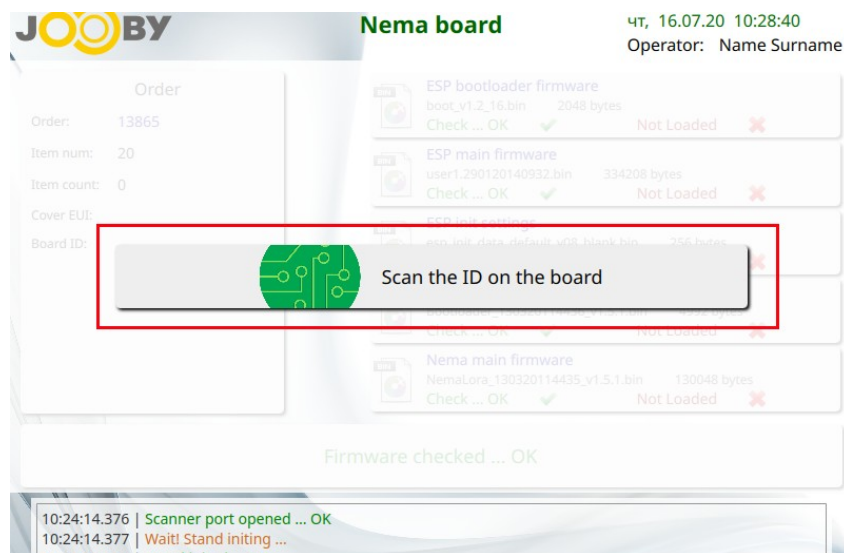 JOOBY
Nema board
чт, 16.07.20 10:28:40
Operator: Name Surname
Order
Order: 13865
Item num: 20
Item count: 0
Cover EUI:
Board ID:
ESP bootloader firmware
boot_v1.2_16.bin 2048 bytes
Check ... OK Not Loaded
ESP main firmware
user1.290120140932.bin 334208 bytes
Check ... OK Not Loaded
ESP init settings
esp_init_data_default_v08_blank.bin 256 bytes
Scan the ID on the board
Check ... OK Not Loaded
Nema main firmware
NemaLora_130320114435_v1.5.1.bin 130048 bytes
Check ... OK Not Loaded
Firmware checked ... OK
10:24:14.376 | Scanner port opened ... OK
10:24:14.377 | Wait! Stand initing ...